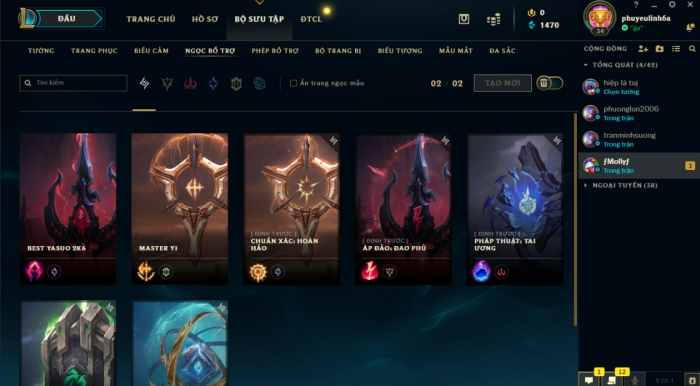 ĐẤU
TRANG CHỦ
HỒ SƠ
BỘ SƯU TẬP
ĐTCL
0
1470
phuyeulinh6a
"ga"
34
TƯỚNG
TRANG PHỤC
BIỂU CẢM
NGỌC BỔ TRỢ
PHÉP BỔ TRỢ
BỘ TRANG BỊ
BIỂU TƯỢNG
MẪU MẮT
ĐA SẮC
CỘNG ĐỒNG
Tìm kiếm
Ẩn trang ngọc mẫu
02 / 02
TẠO MỚI
TỔNG QUÁT (4/42)
hiệp là tuj
Chọn tướng
phuonglun2006
Trong trận
tranminhsuong
Trong trận
ƒMollyƒ
Trong trận
1
NGOẠI TUYẾN (38)
BEST YASUO 2K6
MASTER YI
[ ĐỊNH TRƯỚC ]
CHUẨN XÁC: HOÀN
HẢO
[ ĐỊNH TRƯỚC ]
ÁP ĐẢO: ĐAO PHỦ
[ ĐỊNH TRƯỚC ]
PHÁP THUẬT: TAI
ƯƠNG
1
12
V10.1